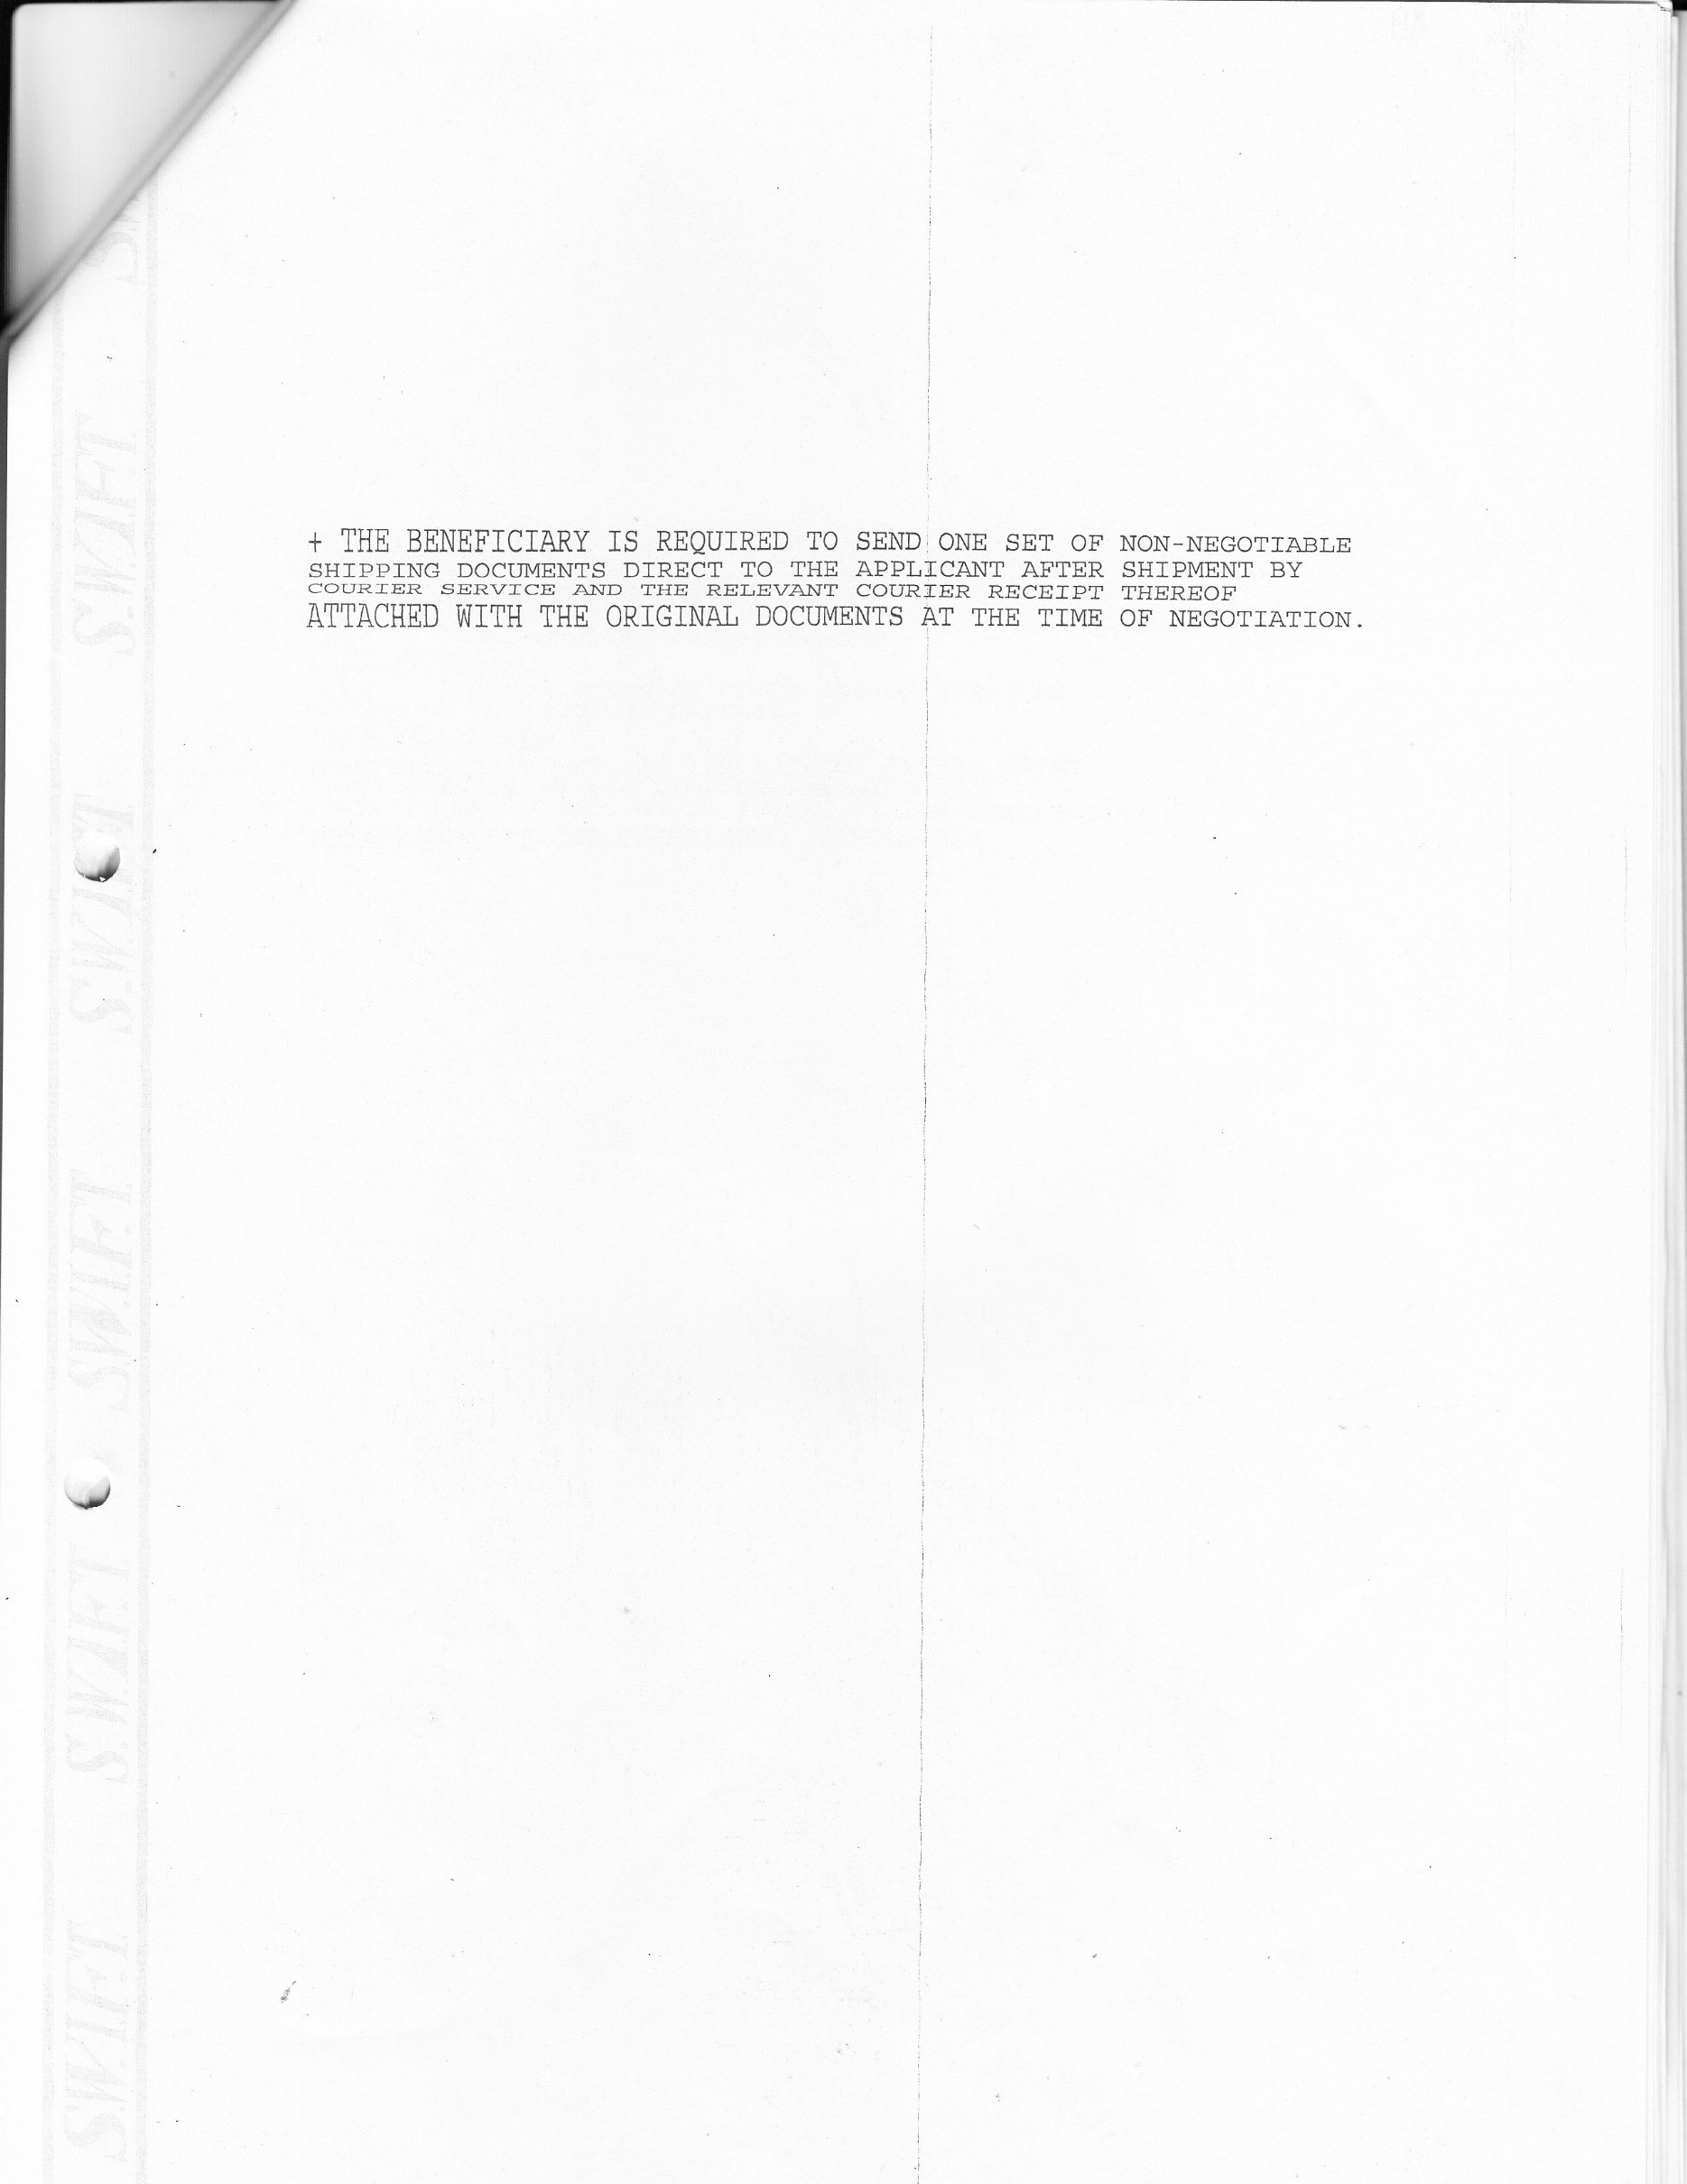 + THE BENEFICIARY IS REQUIRED TO SEND ONE SET OF NON-NEGOTIABLE
SHIPPING DOCUMENTS DIRECT TO THE APPLICANT AFTER SHIPMENT BY
COURIER SERVICE AND THE RELEVANT COURIER RECEIPT THEREOF
ATTACHED WITH THE ORIGINAL DOCUMENTS AT THE TIME OF NEGOTIATION.
S.W.I.F.T
S.W.I.F.T
S.W.I.F.T
S.W.I.F.T
S.W.I.F.T